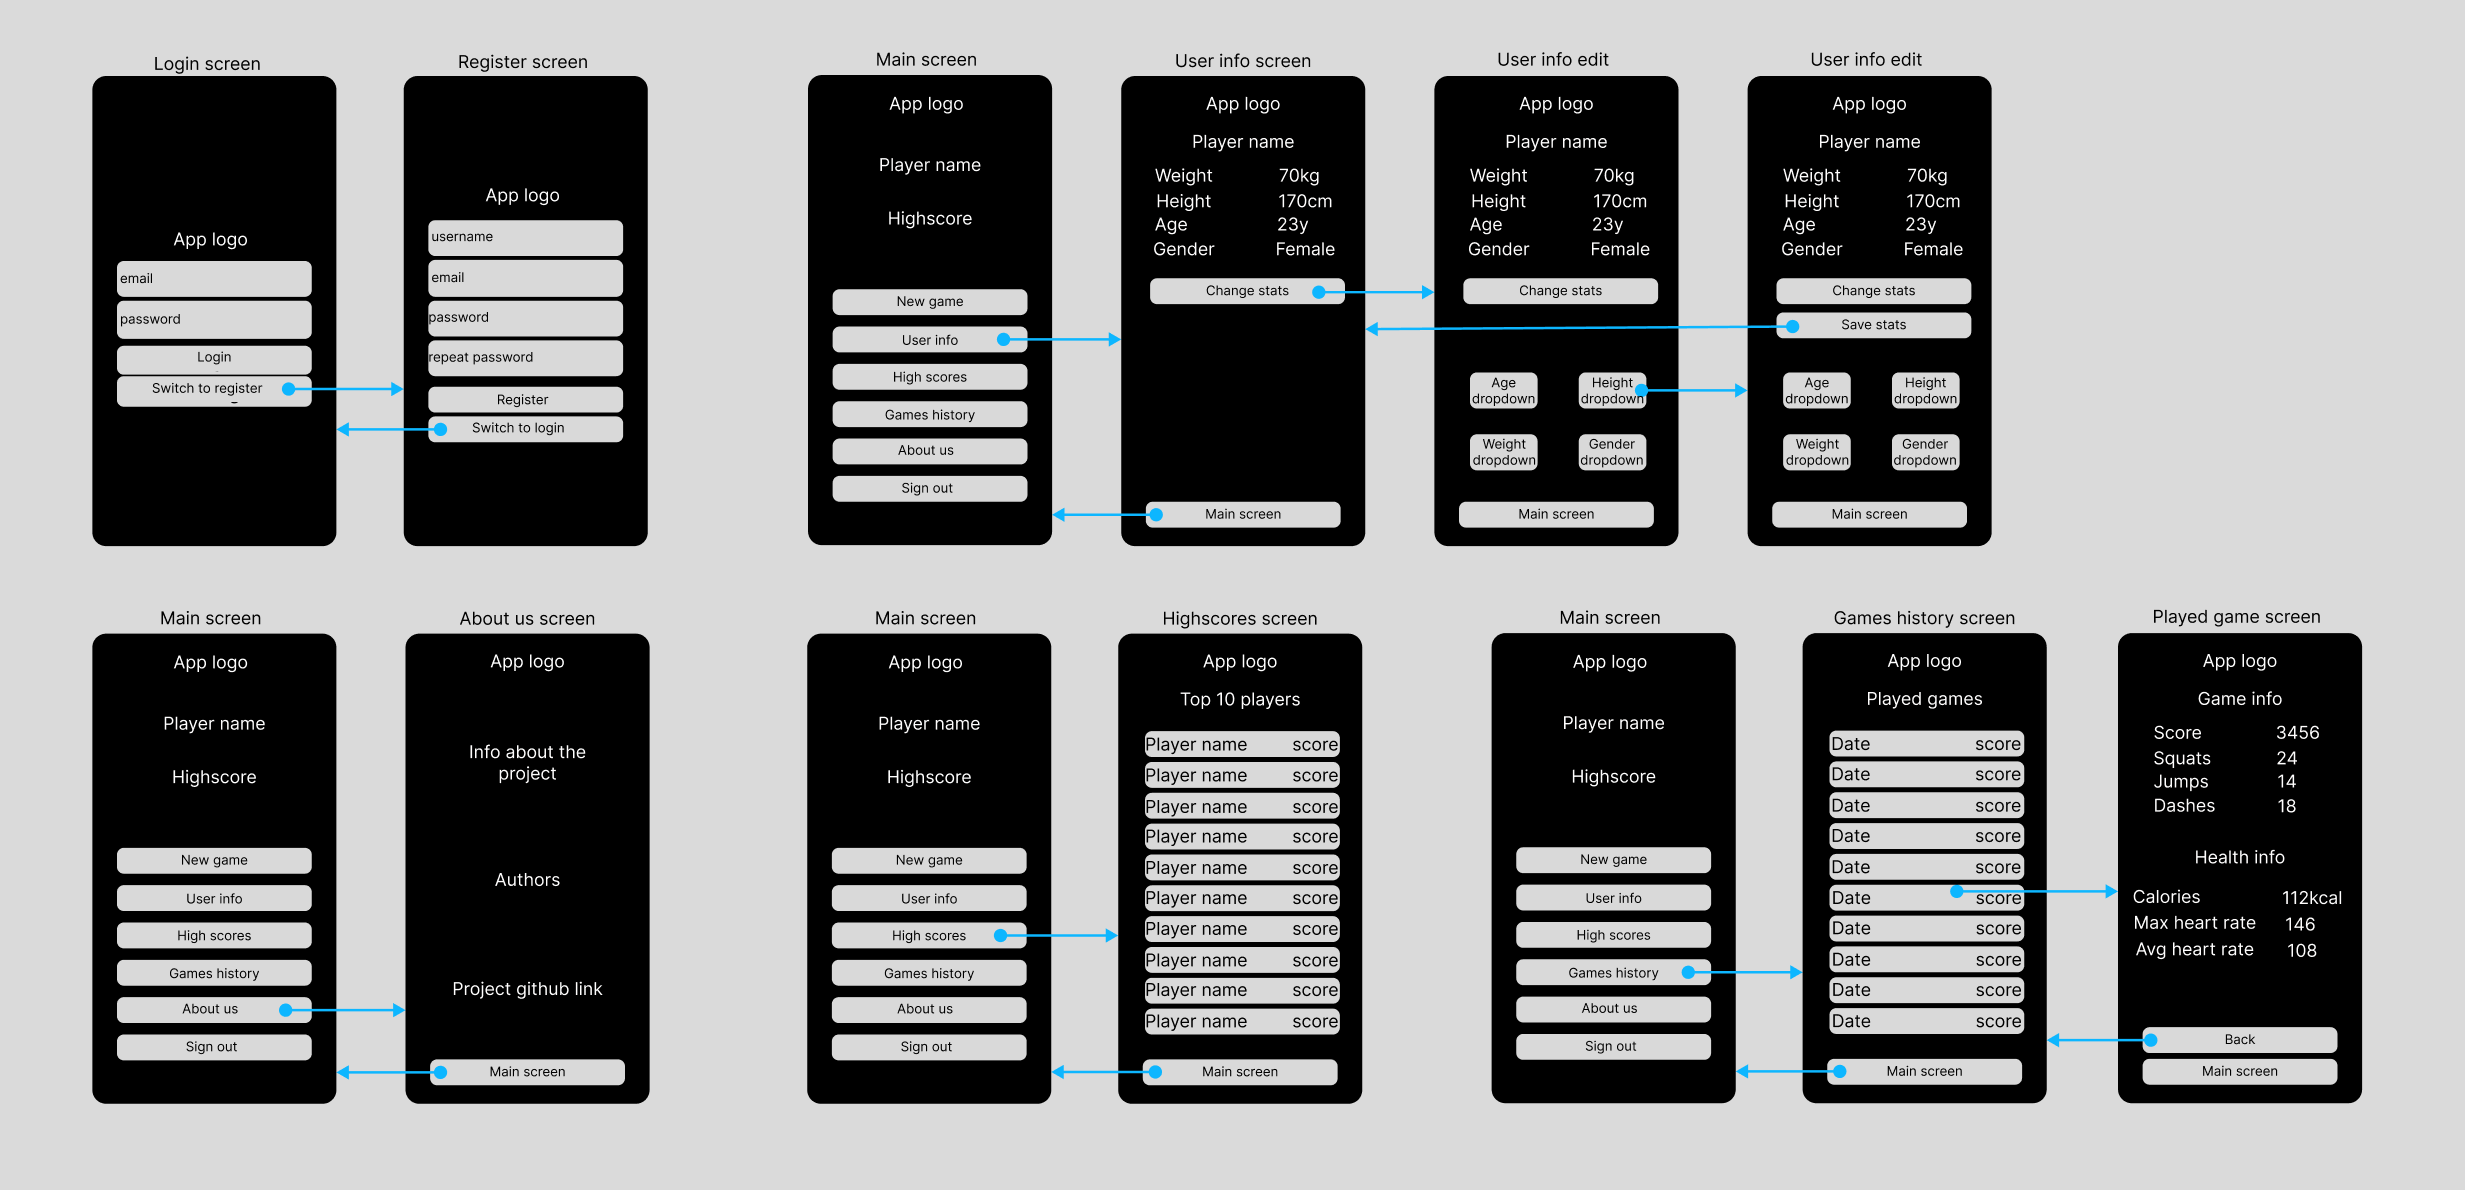 Login screen
App logo
email
password
Login
Switch to register
Register screen
App logo
username
email
password
repeat password
Register
Switch to login
Main screen
App logo
Player name
Highscore
New game
User info
High scores
Games history
About us
Sign out
User info screen
App logo
Player name
Weight 70kg
Height 170cm
Age 23y
Gender Female
Change stats
Main screen
User info edit
App logo
Player name
Weight 70kg
Height 170cm
Age 23y
Gender Female
Change stats
Age
dropdown
Height
dropdown
Weight
dropdown
Gender
dropdown
Main screen
User info edit
App logo
Player name
Weight 70kg
Height 170cm
Age 23y
Gender Female
Change stats
Save stats
Age
dropdown
Height
dropdown
Weight
dropdown
Gender
dropdown
Main screen
Main screen
App logo
Player name
Highscore
New game
User info
High scores
Games history
About us
Sign out
About us screen
App logo
Info about the
project
Authors
Project github link
Main screen
Main screen
App logo
Player name
Highscore
New game
User info
High scores
Games history
About us
Sign out
Highscores screen
App logo
Top 10 players
Player name score
Player name score
Player name score
Player name score
Player name score
Player name score
Player name score
Player name score
Player name score
Player name score
Main screen
Main screen
App logo
Player name
Highscore
New game
User info
High scores
Games history
About us
Sign out
Games history screen
App logo
Played games
Date score
Date score
Date score
Date score
Date score
Date score
Date score
Date score
Date score
Date score
Main screen
Played game screen
App logo
Game info
Score 3456
Squats 24
Jumps 14
Dashes 18
Health info
Calories 112kcal
Max heart rate 146
Avg heart rate 108
Back
Main screen